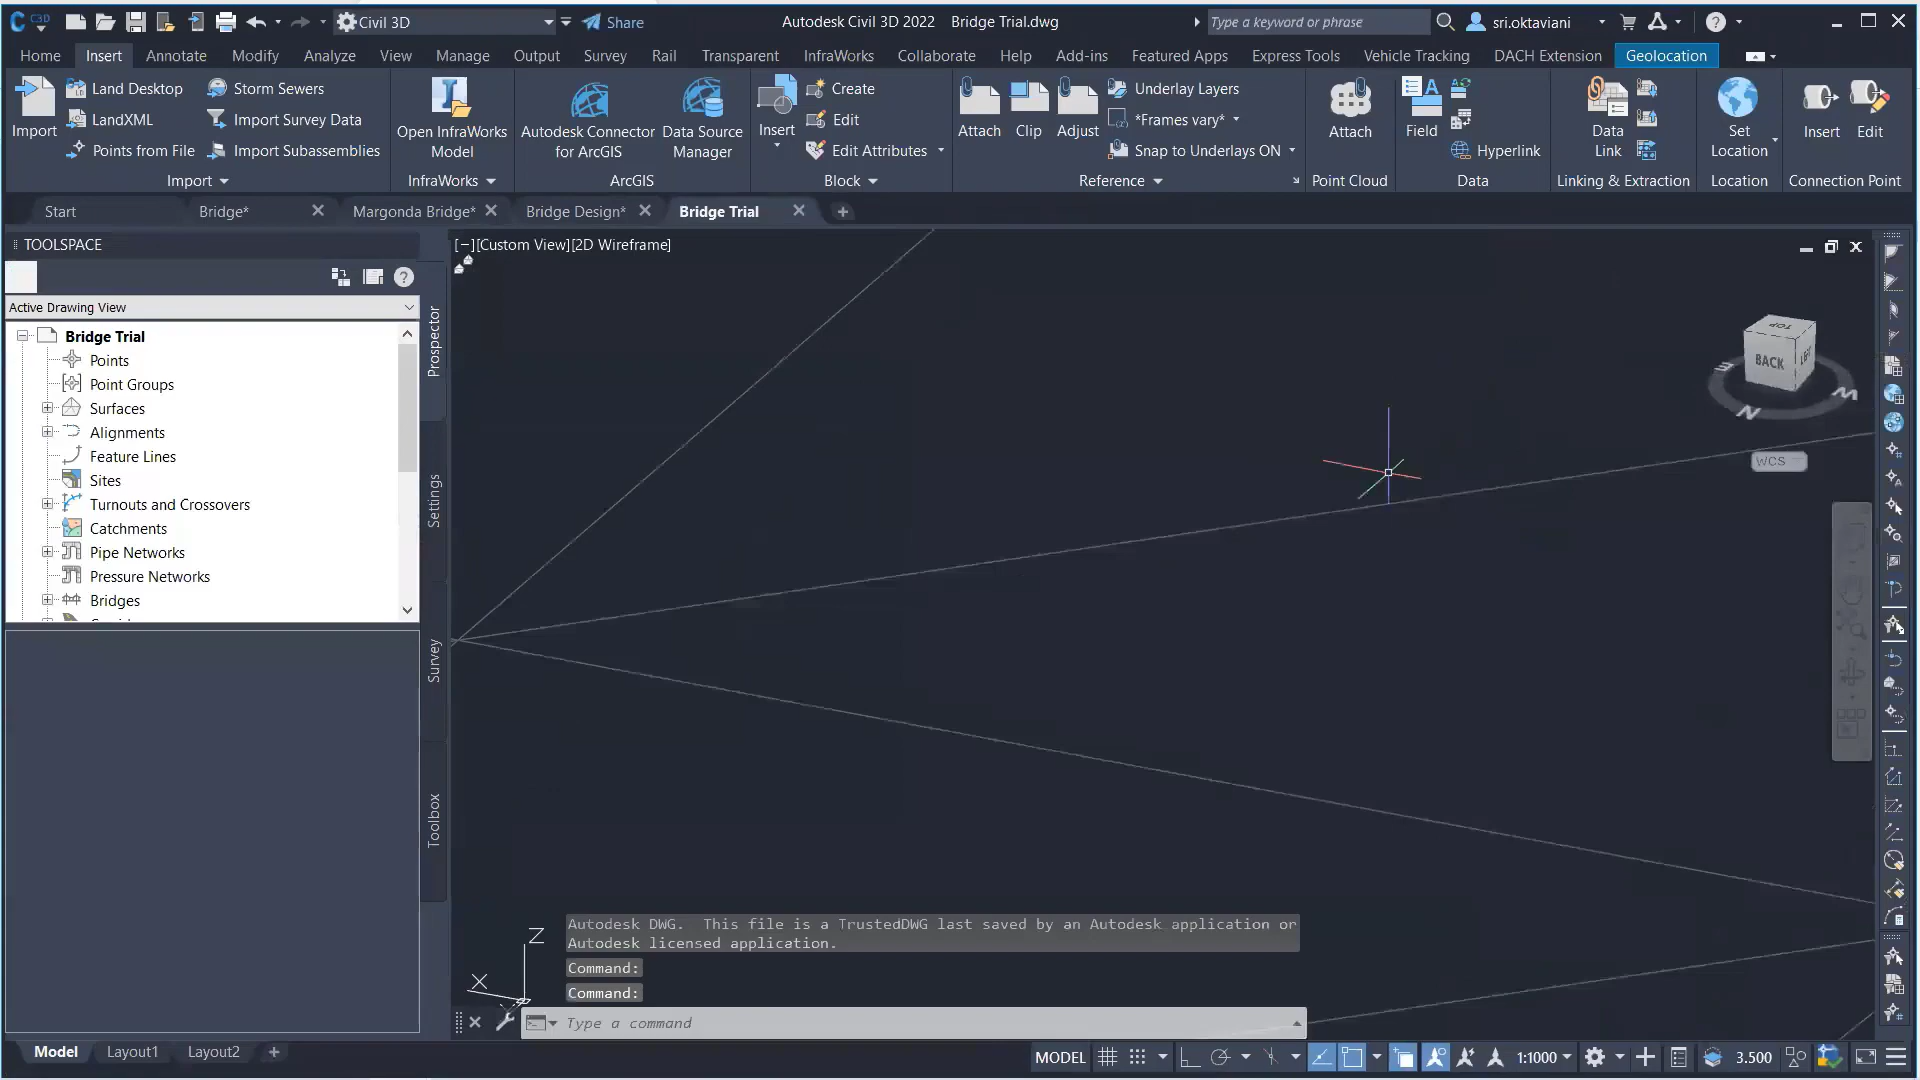 C3D Civil 3D Share Autodesk Civil 3D 2022 Bridge Trial.dwg Type a keyword or phrase sri.oktaviani
Home Insert Annotate Modify Analyze View Manage Output Survey Rail Transparent InfraWorks Collaborate Help Add-ins Featured Apps Express Tools Vehicle Tracking DACH Extension Geolocation
Land Desktop Storm Sewers Create Underlay Layers
LandXML Import Survey Data Edit *Frames vary*
Import Open InfraWorks Autodesk Connector Data Source Insert Attach Clip Adjust Attach Field Data Set Insert Edit
Points from File Import Subassemblies Model for ArcGIS Manager Edit Attributes Snap to Underlays ON Hyperlink Link Location
Import InfraWorks ArcGIS Block Reference Point Cloud Data Linking & Extraction Location Connection Point
Start Bridge* Margonda Bridge* Bridge Design* Bridge Trial
TOOLSPACE
[−][Custom View][2D Wireframe]
Active Drawing View
Bridge Trial
Points
Point Groups
Surfaces
Alignments
Feature Lines
Sites
Turnouts and Crossovers
Catchments
Pipe Networks
Pressure Networks
Bridges
Prospector
Settings
Survey
Toolbox
TOP
BACK
LEFT
N
WCS
Z
X
Autodesk DWG. This file is a TrustedDWG last saved by an Autodesk application or
Autodesk licensed application.
Command:
Command:
Type a command
Model Layout1 Layout2 MODEL 1:1000 3.500